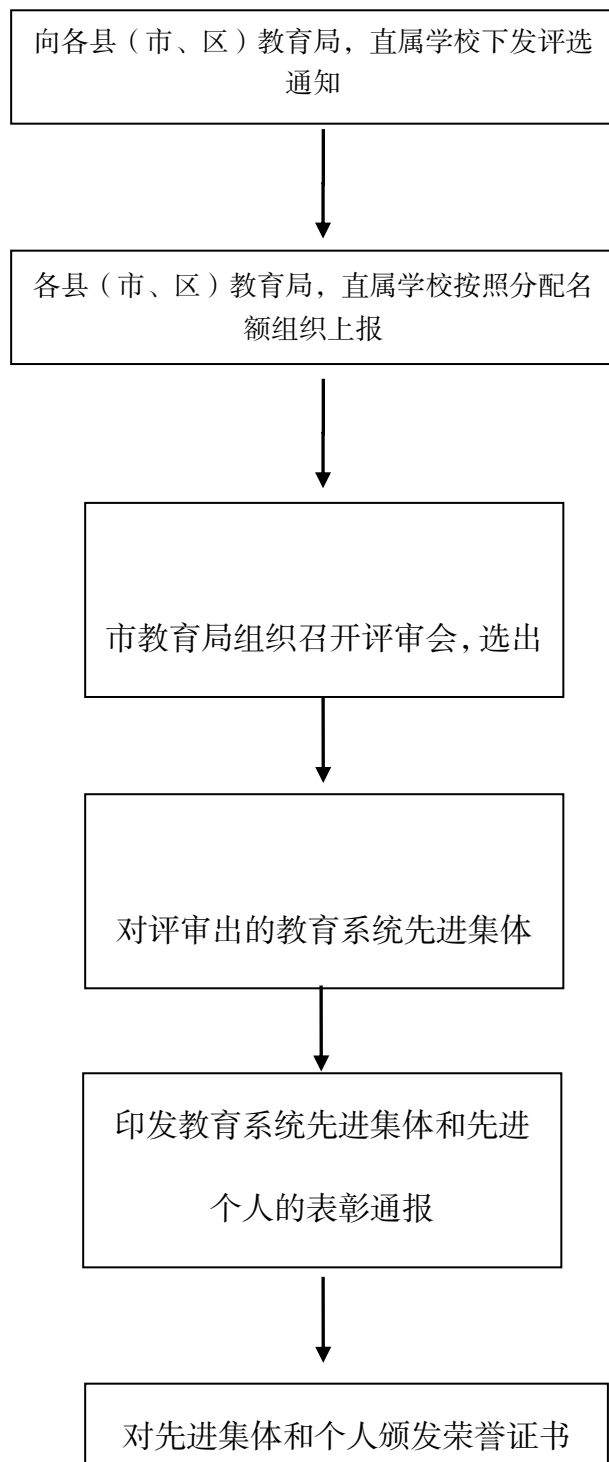 向各县（市、区）教育局，直属学校下发评选
通知
各县（市、区）教育局，直属学校按照分配名
额组织上报
市教育局组织召开评审会，选出
对评审出的教育系统先进集体
印发教育系统先进集体和先进
个人的表彰通报
对先进集体和个人颁发荣誉证书